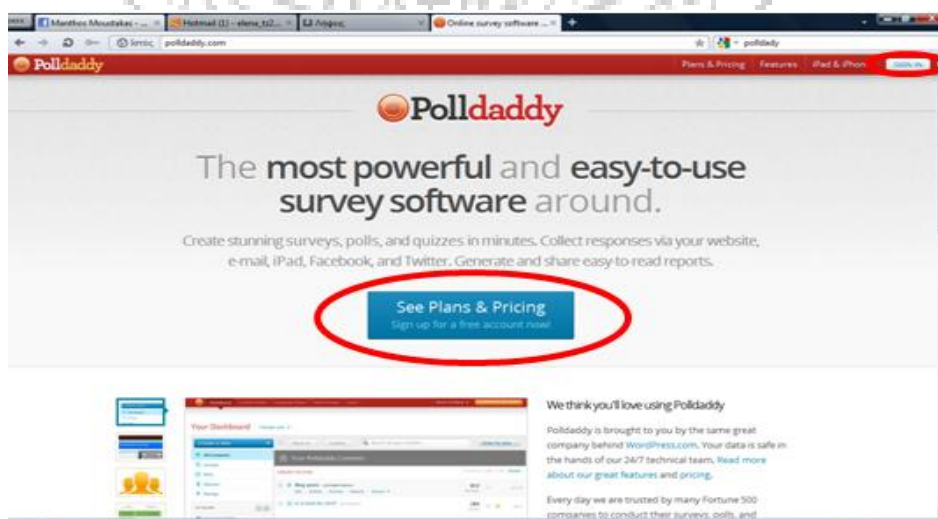 Manthos Moustakas - ...
Hotmail (1) - elena_tz2...
Λήψεις
Online survey software ...
Ιστός
polldaddy.com
polldady
Polldaddy
Plans & Pricing
Features
iPad & iPhon
SIGN IN
Polldaddy
The most powerful and easy-to-use
survey software around.
Create stunning surveys, polls, and quizzes in minutes. Collect responses via your website,
e-mail, iPad, Facebook, and Twitter. Generate and share easy-to-read reports.
See Plans & Pricing
Sign up for a free account now!
Your Dashboard
We think you'll love using Polldaddy
Polldaddy is brought to you by the same great
company behind WordPress.com. Your data is safe in
the hands of our 24/7 technical team. Read more
about our great features and pricing.
Every day we are trusted by many Fortune 500
companies to conduct their surveys, polls, and